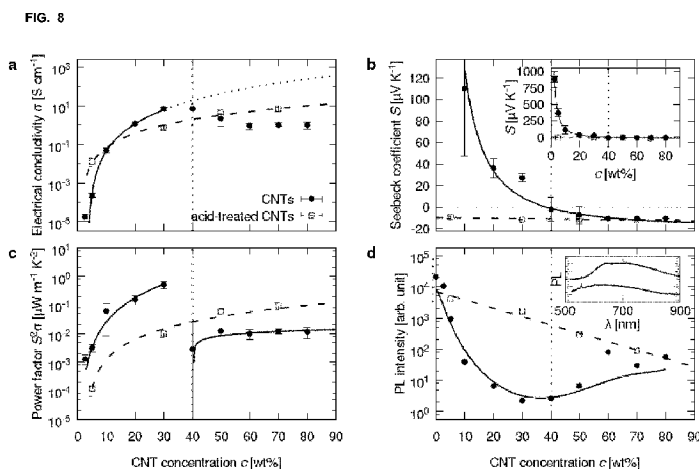 FIG. 8
a
Electrical conductivity σ [S cm⁻¹]
10⁵
10³
10¹
10⁻¹
10⁻³
10⁻⁵
CNTs
acid-treated CNTs
b
Seebeck coefficient S [μV K⁻¹]
120
100
80
60
40
20
0
-20
S [μV K⁻¹]
1000
750
500
250
0
0 20 40 60 80
c [wt%]
c
Power factor S²σ [μW m⁻¹ K⁻²]
10²
10⁰
10⁻¹
10⁻²
10⁻³
10⁻⁴
10⁻⁵
0 10 20 30 40 50 60 70 80 90
CNT concentration c [wt%]
d
PL intensity [arb. unit]
10⁵
10⁴
10³
10²
10¹
10⁰
PL
500 700 900
λ [nm]
0 10 20 30 40 50 60 70 80 90
CNT concentration c [wt%]